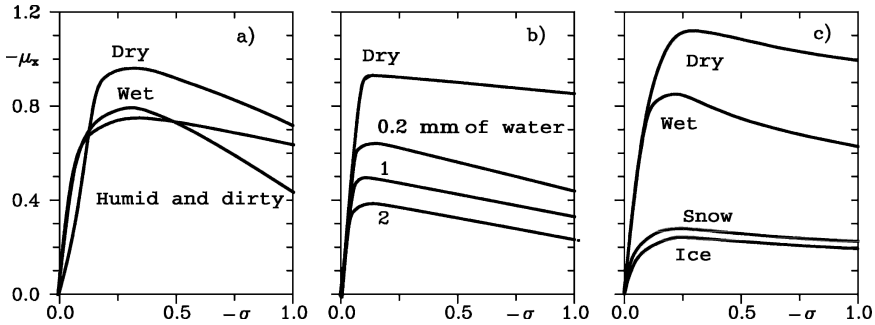 1.2
−μx
0.8
0.4
0.0
a)
Dry
Wet
Humid and dirty
0.0 0.5 −σ 1.0
b)
Dry
0.2 mm of water
1
2
0.0 0.5 −σ 1.0
c)
Dry
Wet
Snow
Ice
0.0 0.5 −σ 1.0